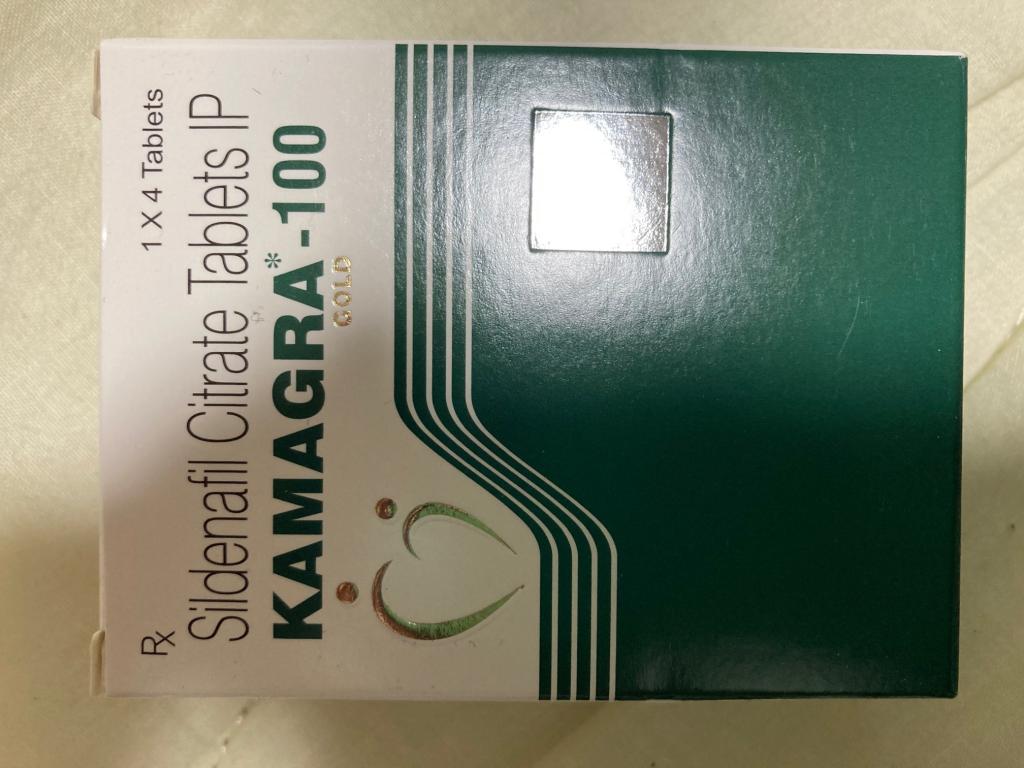 Rx 1 X 4 Tablets
Sildenafil Citrate Tablets IP
KAMAGRA*-100
GOLD